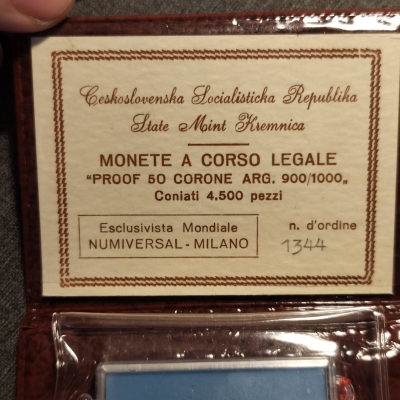 Ceskoslovenska Socialisticka Republika
State Mint Kremnica
MONETE A CORSO LEGALE
"PROOF 50 CORONE ARG. 900/1000„
Coniati 4.500 pezzi
Esclusivista Mondiale
NUMIVERSAL - MILANO
n. d'ordine
1344